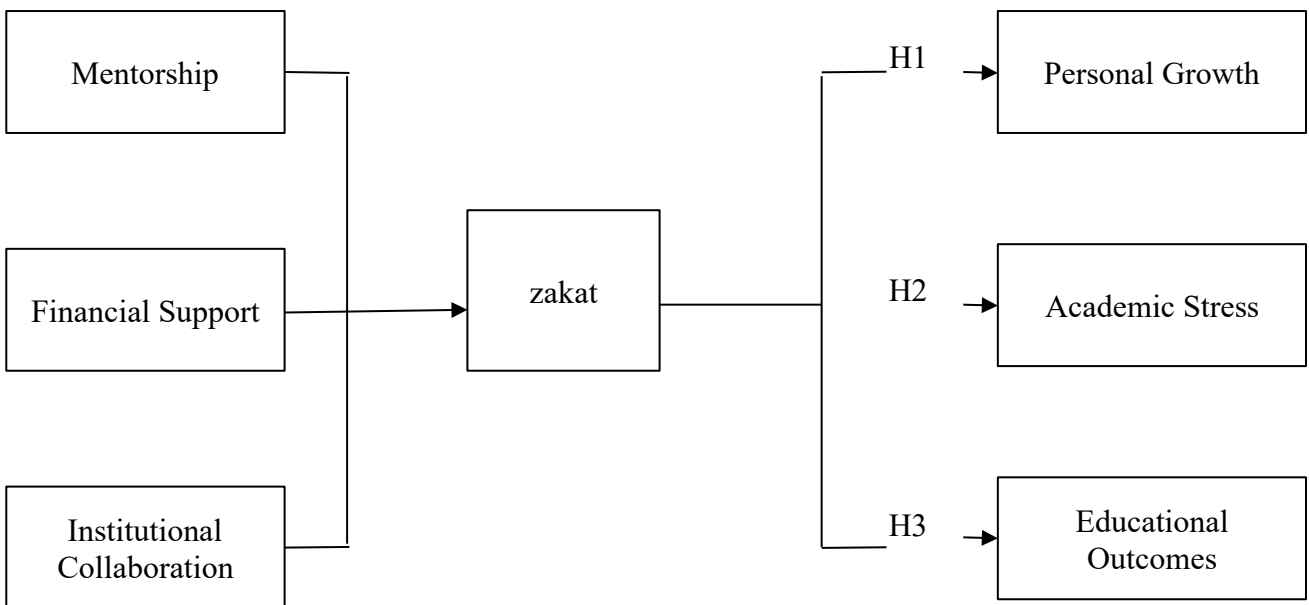 Mentorship
H1
Personal Growth
Financial Support
zakat
H2
Academic Stress
Institutional
Collaboration
H3
Educational
Outcomes